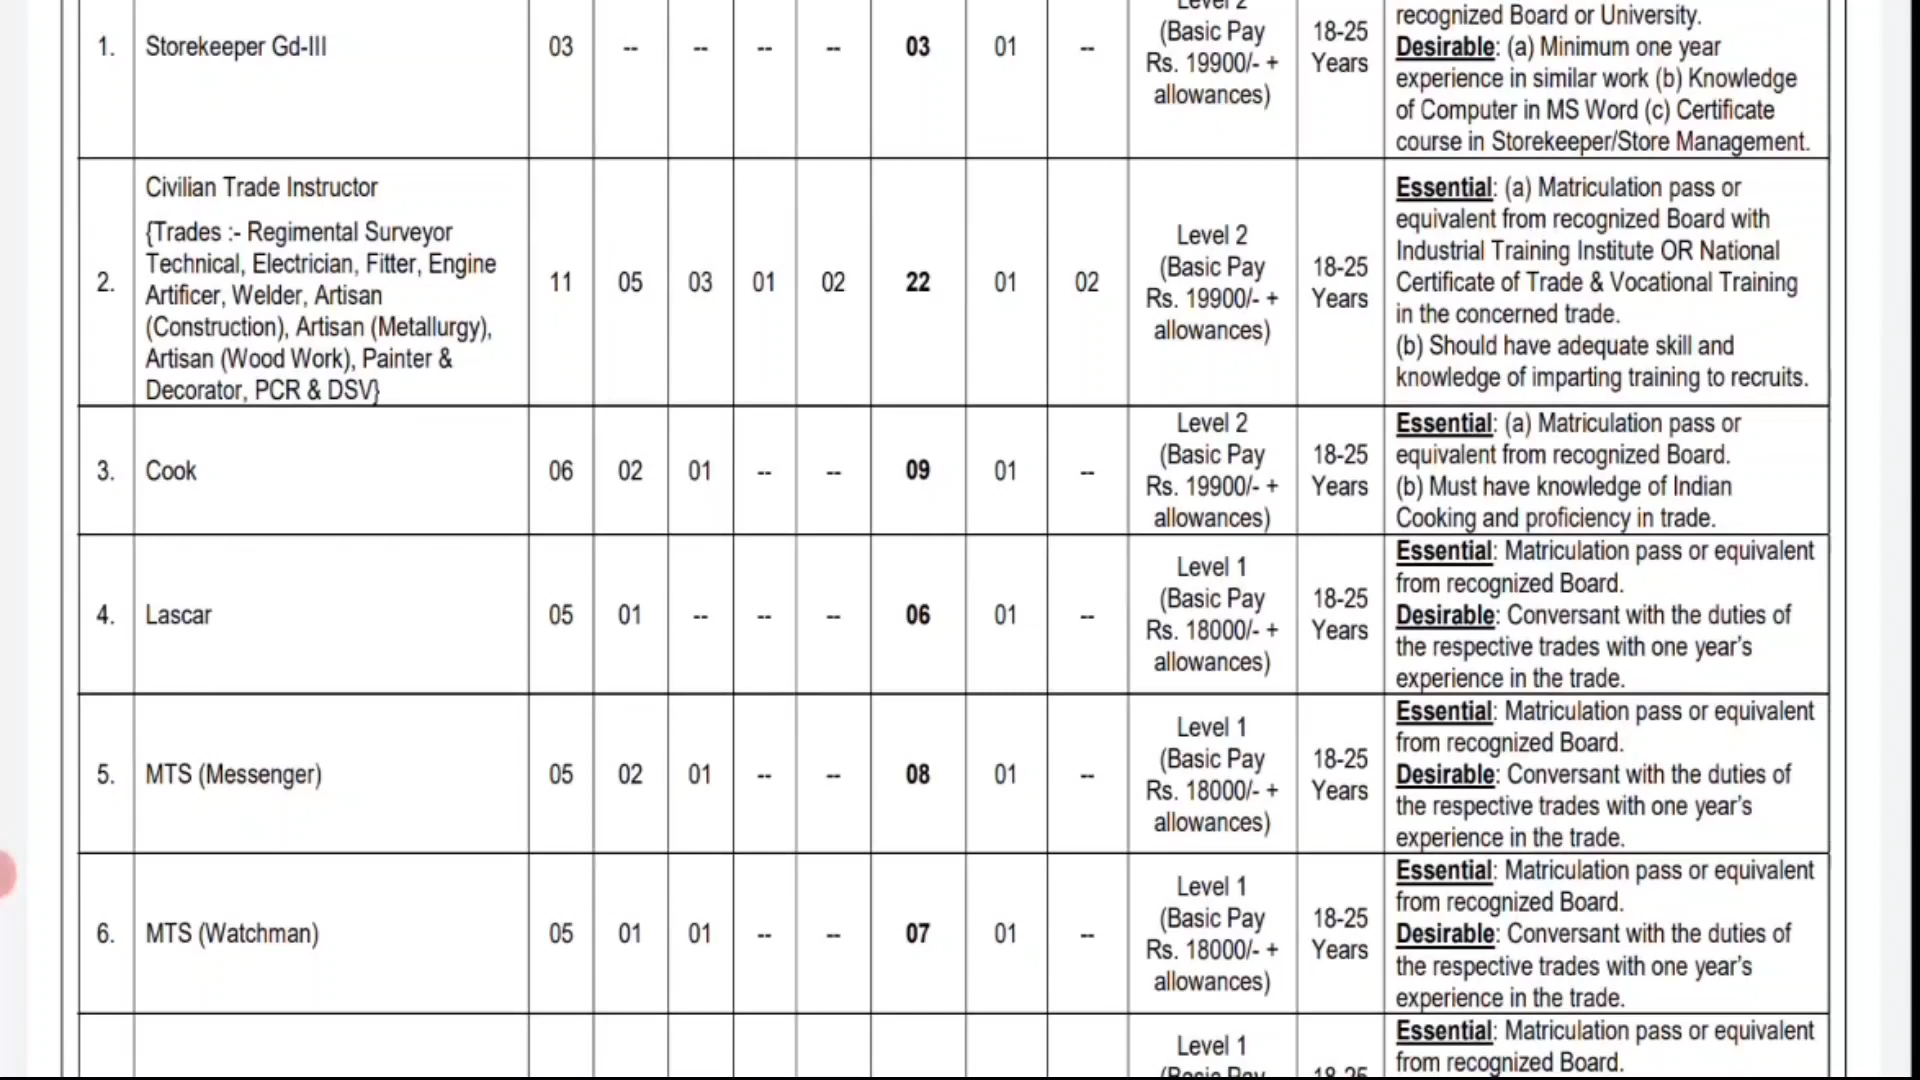 Level 2
recognized Board or University.
1. Storekeeper Gd-III 03 -- -- -- -- 03 01 -- (Basic Pay 18-25
Rs. 19900/- + Years
allowances)
Desirable: (a) Minimum one year
experience in similar work (b) Knowledge
of Computer in MS Word (c) Certificate
course in Storekeeper/Store Management.
2. Civilian Trade Instructor
{Trades :- Regimental Surveyor
Technical, Electrician, Fitter, Engine
Artificer, Welder, Artisan
(Construction), Artisan (Metallurgy),
Artisan (Wood Work), Painter &
Decorator, PCR & DSV}
11 05 03 01 02 22 01 02
Level 2
(Basic Pay
Rs. 19900/- +
allowances)
18-25
Years
Essential: (a) Matriculation pass or
equivalent from recognized Board with
Industrial Training Institute OR National
Certificate of Trade & Vocational Training
in the concerned trade.
(b) Should have adequate skill and
knowledge of imparting training to recruits.
3. Cook 06 02 01 -- -- 09 01 --
Level 2
(Basic Pay
Rs. 19900/- +
allowances)
18-25
Years
Essential: (a) Matriculation pass or
equivalent from recognized Board.
(b) Must have knowledge of Indian
Cooking and proficiency in trade.
4. Lascar 05 01 -- -- -- 06 01 --
Level 1
(Basic Pay
Rs. 18000/- +
allowances)
18-25
Years
Essential: Matriculation pass or equivalent
from recognized Board.
Desirable: Conversant with the duties of
the respective trades with one year's
experience in the trade.
5. MTS (Messenger) 05 02 01 -- -- 08 01 --
Level 1
(Basic Pay
Rs. 18000/- +
allowances)
18-25
Years
Essential: Matriculation pass or equivalent
from recognized Board.
Desirable: Conversant with the duties of
the respective trades with one year's
experience in the trade.
6. MTS (Watchman) 05 01 01 -- -- 07 01 --
Level 1
(Basic Pay
Rs. 18000/- +
allowances)
18-25
Years
Essential: Matriculation pass or equivalent
from recognized Board.
Desirable: Conversant with the duties of
the respective trades with one year's
experience in the trade.
Level 1
(Basic Pay
18-25
Essential: Matriculation pass or equivalent
from recognized Board.